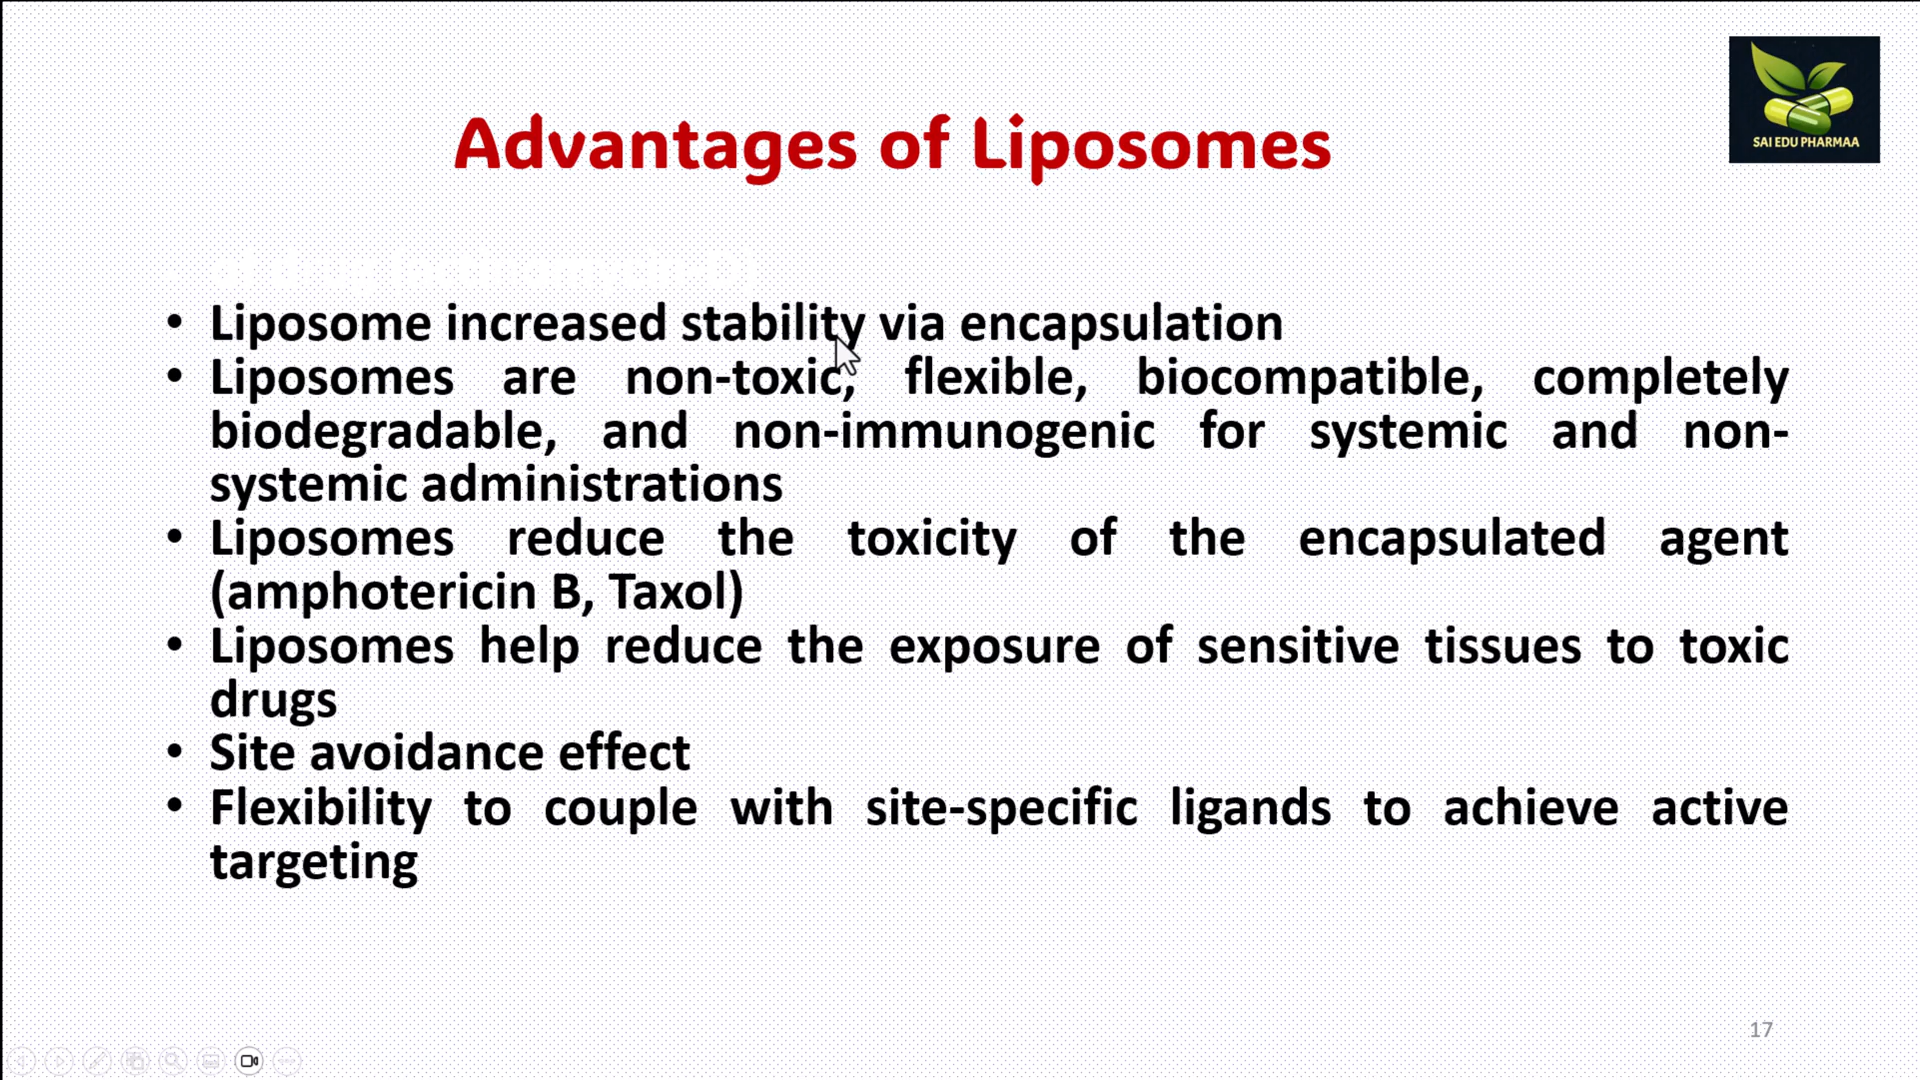 Advantages of Liposomes
SAI EDU PHARMAA
• Liposome increased stability via encapsulation
• Liposomes are non-toxic, flexible, biocompatible, completely
biodegradable, and non-immunogenic for systemic and non-
systemic administrations
• Liposomes reduce the toxicity of the encapsulated agent
(amphotericin B, Taxol)
• Liposomes help reduce the exposure of sensitive tissues to toxic
drugs
• Site avoidance effect
• Flexibility to couple with site-specific ligands to achieve active
targeting
17